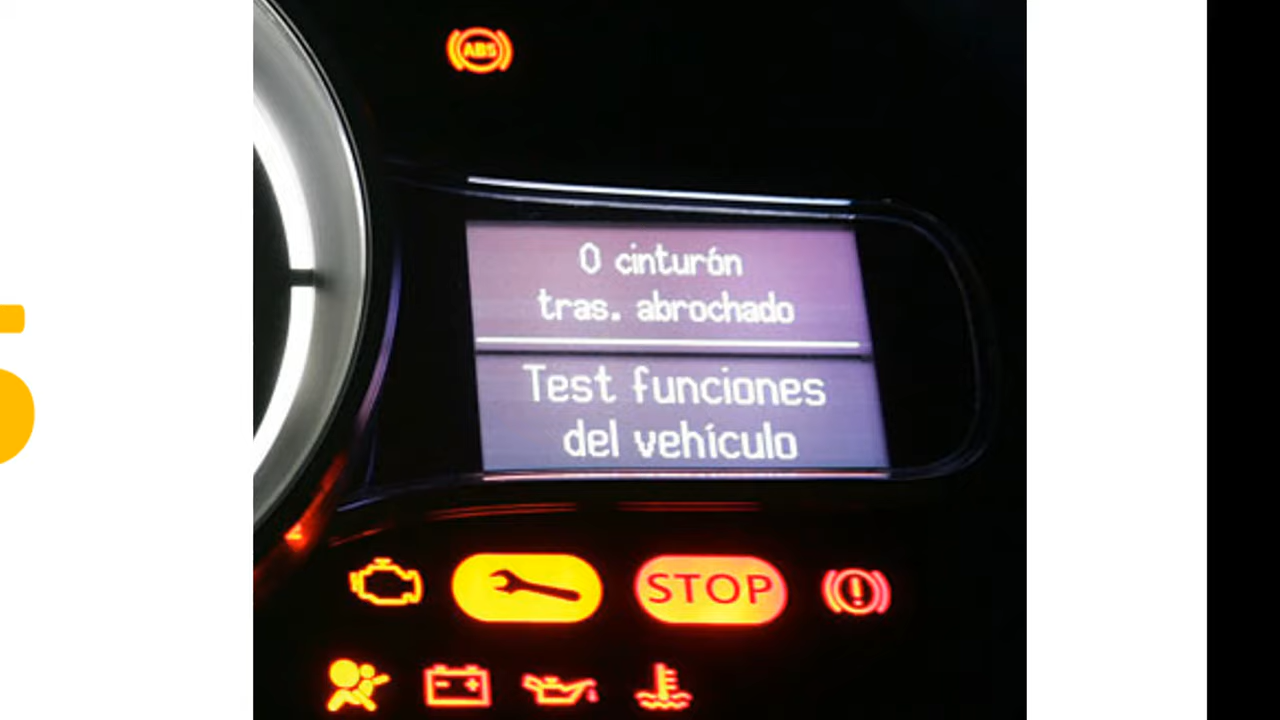 ABS
0 cinturón
tras. abrochado
Test funciones
del vehículo
STOP